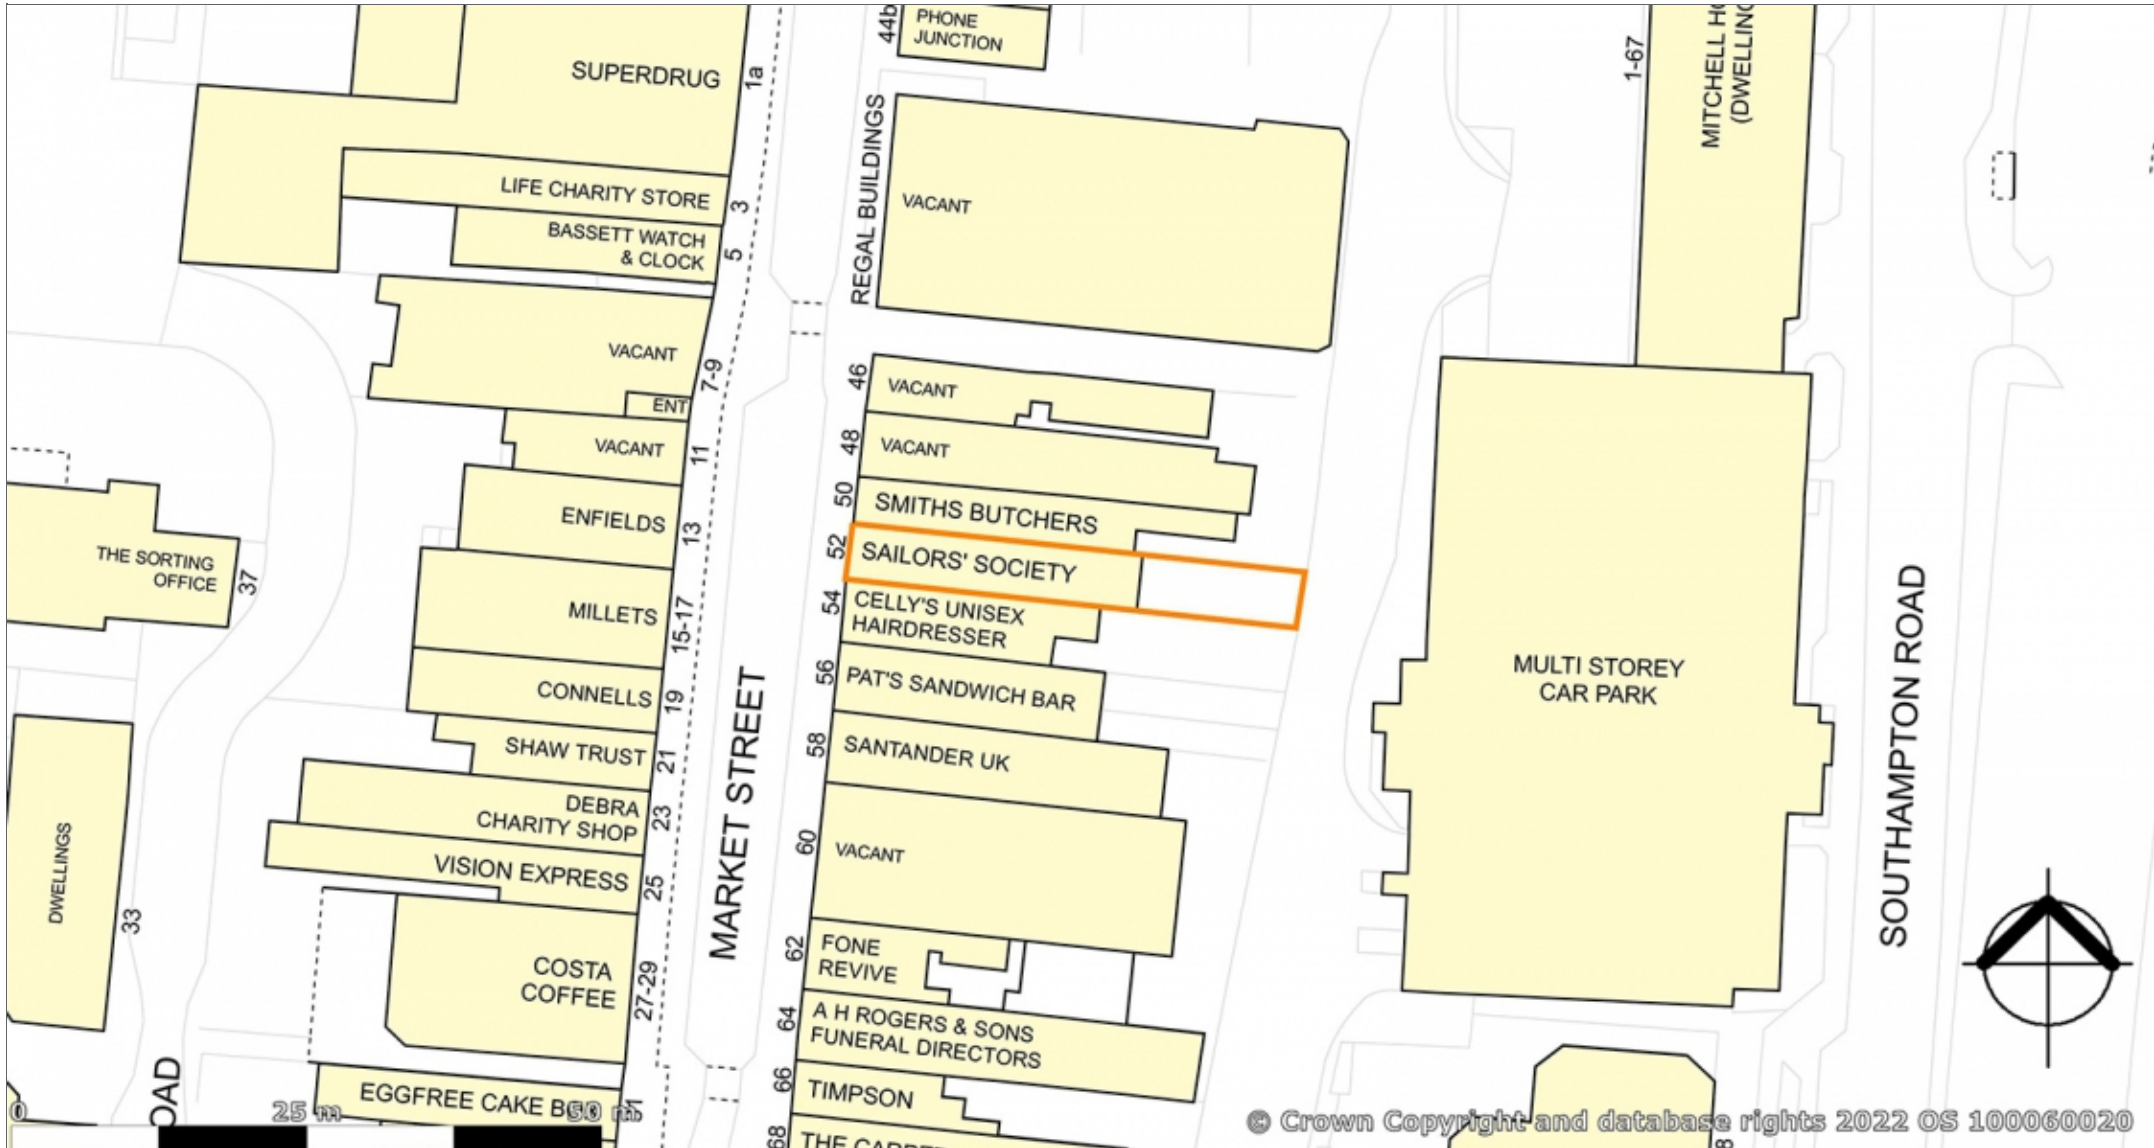 44b
PHONE
JUNCTION
SUPERDRUG
1a
1-67
(DWELLING
REGAL BUILDINGS
VACANT
LIFE CHARITY STORE
3
BASSETT WATCH
& CLOCK
5
VACANT
7-9
ENT
46
VACANT
VACANT
11
48
VACANT
ENFIELDS
13
50
SMITHS BUTCHERS
THE SORTING
OFFICE
37
52
SAILORS' SOCIETY
MILLETS
15-17
54
CELLY'S UNISEX
HAIRDRESSER
CONNELLS
19
56
PAT'S SANDWICH BAR
MULTI STOREY
CAR PARK
SHAW TRUST
21
58
SANTANDER UK
DEBRA
CHARITY SHOP
23
MARKET STREET
SOUTHAMPTON ROAD
60
VACANT
VISION EXPRESS
25
DWELLINGS
33
62
FONE
REVIVE
COSTA
COFFEE
27-29
64
A H ROGERS & SONS
FUNERAL DIRECTORS
66
TIMPSON
EGGFREE CAKE
0
25 m
50 m
68
THE
© Crown Copyright and database rights 2022 OS 100060020